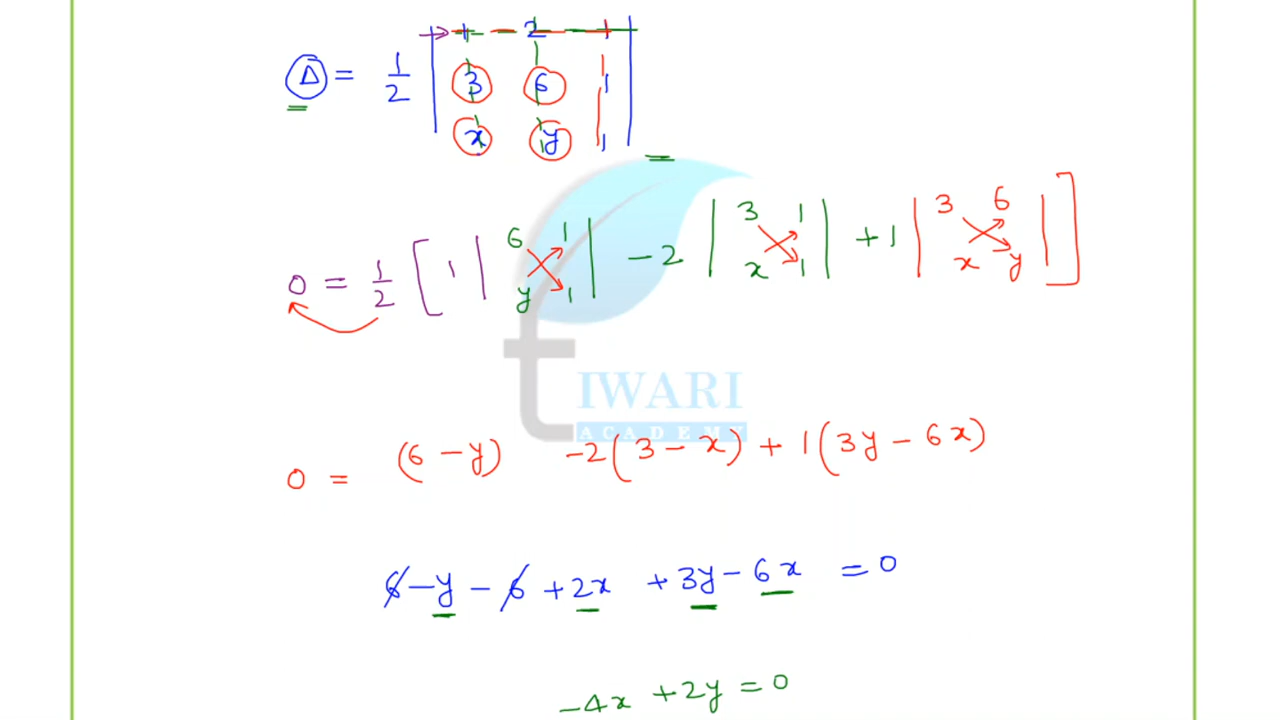 Δ = 1/2 | 1 2 1 |
| 3 6 1 |
| x y 1 |
0 = 1/2 [ 1 | 6 1 | - 2 | 3 1 | + 1 | 3 6 | ]
| y 1 | | x 1 | | x y |
tIWARI
ACADEMY
0 = (6 - y) -2(3 - x) + 1(3y - 6x)
6 - y - 6 + 2x + 3y - 6x = 0
-4x + 2y = 0